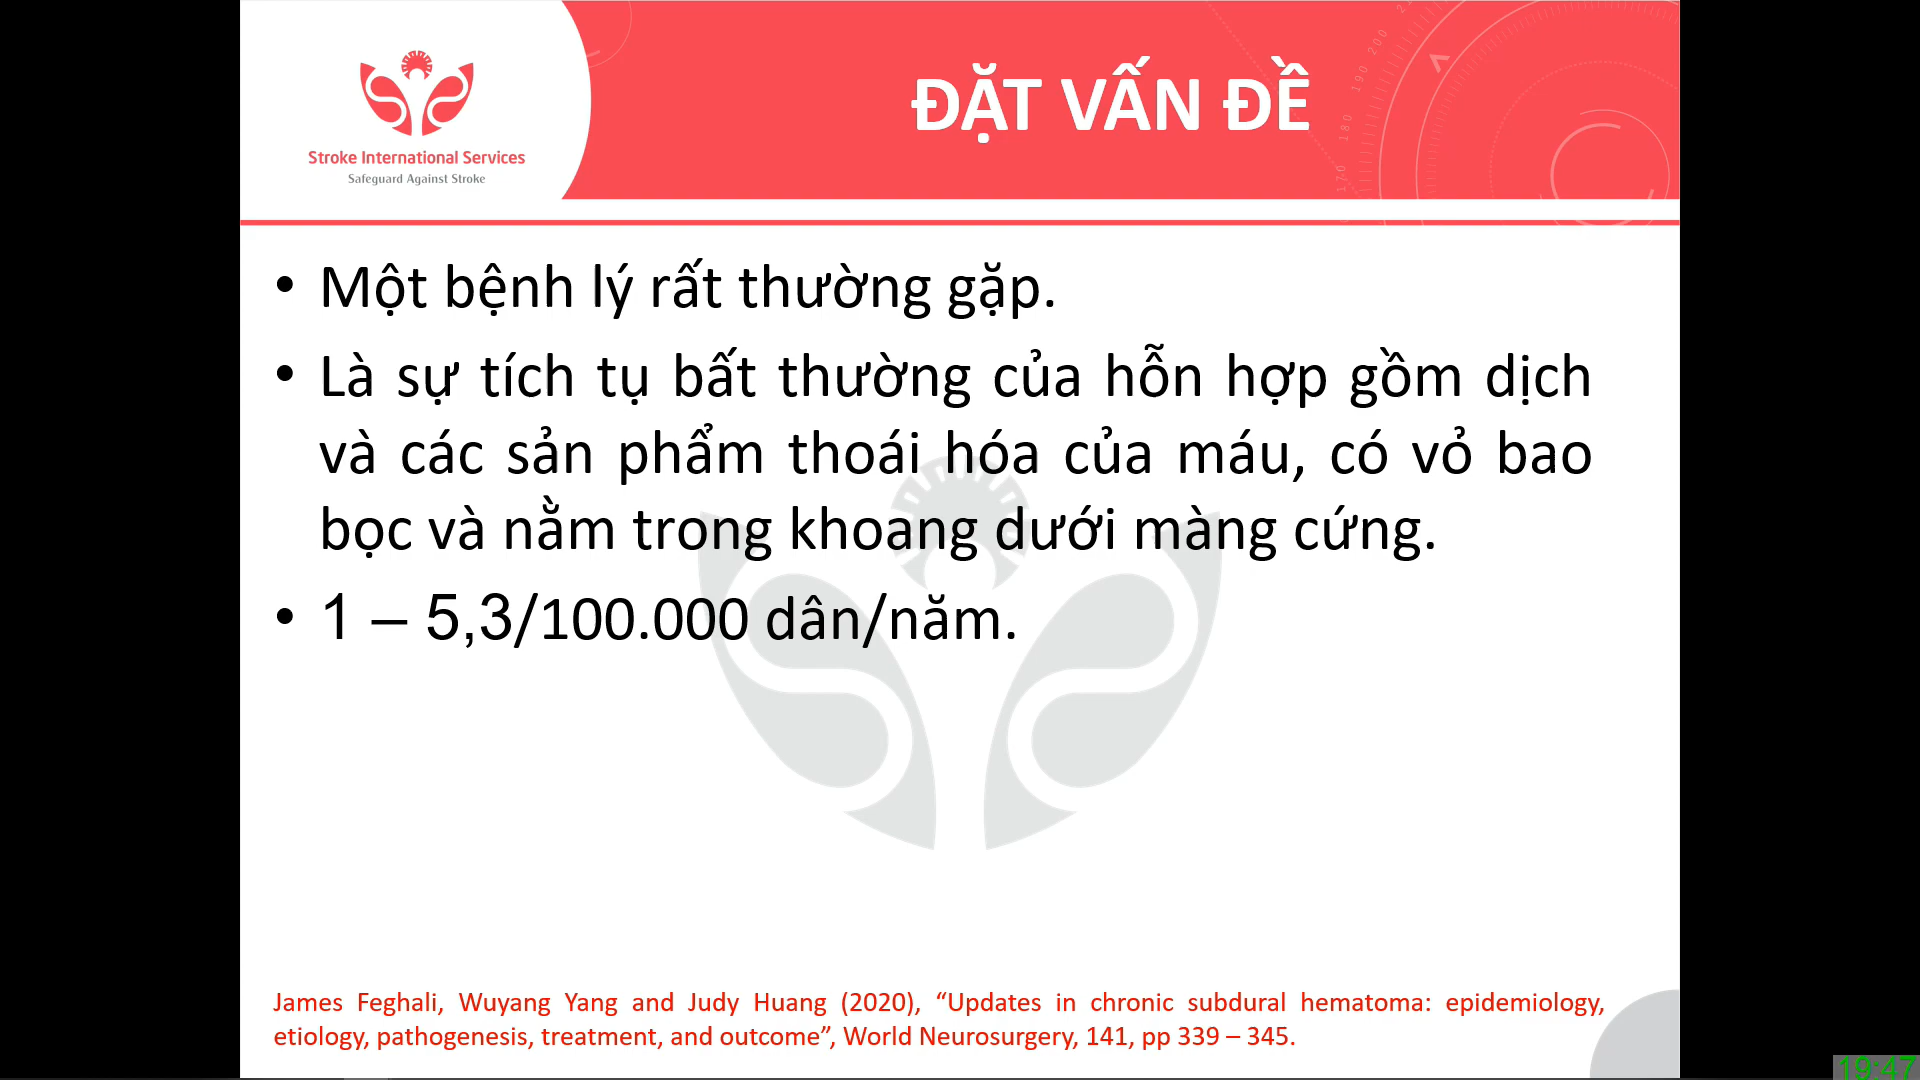 Stroke International Services
Safeguard Against Stroke
ĐẶT VẤN ĐỀ
170 180 190 200
• Một bệnh lý rất thường gặp.
• Là sự tích tụ bất thường của hỗn hợp gồm dịch
và các sản phẩm thoái hóa của máu, có vỏ bao
bọc và nằm trong khoang dưới màng cứng.
• 1 – 5,3/100.000 dân/năm.
James Feghali, Wuyang Yang and Judy Huang (2020), “Updates in chronic subdural hematoma: epidemiology,
etiology, pathogenesis, treatment, and outcome”, World Neurosurgery, 141, pp 339 – 345.
19:47